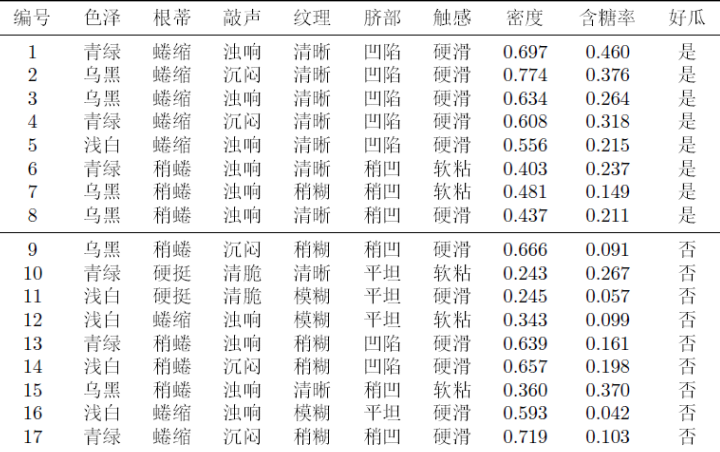 编号 色泽 根蒂 敲声 纹理 脐部 触感 密度 含糖率 好瓜
1 青绿 蜷缩 浊响 清晰 凹陷 硬滑 0.697 0.460 是
2 乌黑 蜷缩 沉闷 清晰 凹陷 硬滑 0.774 0.376 是
3 乌黑 蜷缩 浊响 清晰 凹陷 硬滑 0.634 0.264 是
4 青绿 蜷缩 沉闷 清晰 凹陷 硬滑 0.608 0.318 是
5 浅白 蜷缩 浊响 清晰 凹陷 硬滑 0.556 0.215 是
6 青绿 稍蜷 浊响 清晰 稍凹 软粘 0.403 0.237 是
7 乌黑 稍蜷 浊响 稍糊 稍凹 软粘 0.481 0.149 是
8 乌黑 稍蜷 浊响 清晰 稍凹 硬滑 0.437 0.211 是
9 乌黑 稍蜷 沉闷 稍糊 稍凹 硬滑 0.666 0.091 否
10 青绿 硬挺 清脆 清晰 平坦 软粘 0.243 0.267 否
11 浅白 硬挺 清脆 模糊 平坦 硬滑 0.245 0.057 否
12 浅白 蜷缩 浊响 模糊 平坦 软粘 0.343 0.099 否
13 青绿 稍蜷 浊响 稍糊 凹陷 硬滑 0.639 0.161 否
14 浅白 稍蜷 沉闷 稍糊 凹陷 硬滑 0.657 0.198 否
15 乌黑 稍蜷 浊响 清晰 稍凹 软粘 0.360 0.370 否
16 浅白 蜷缩 浊响 模糊 平坦 硬滑 0.593 0.042 否
17 青绿 蜷缩 沉闷 稍糊 稍凹 硬滑 0.719 0.103 否